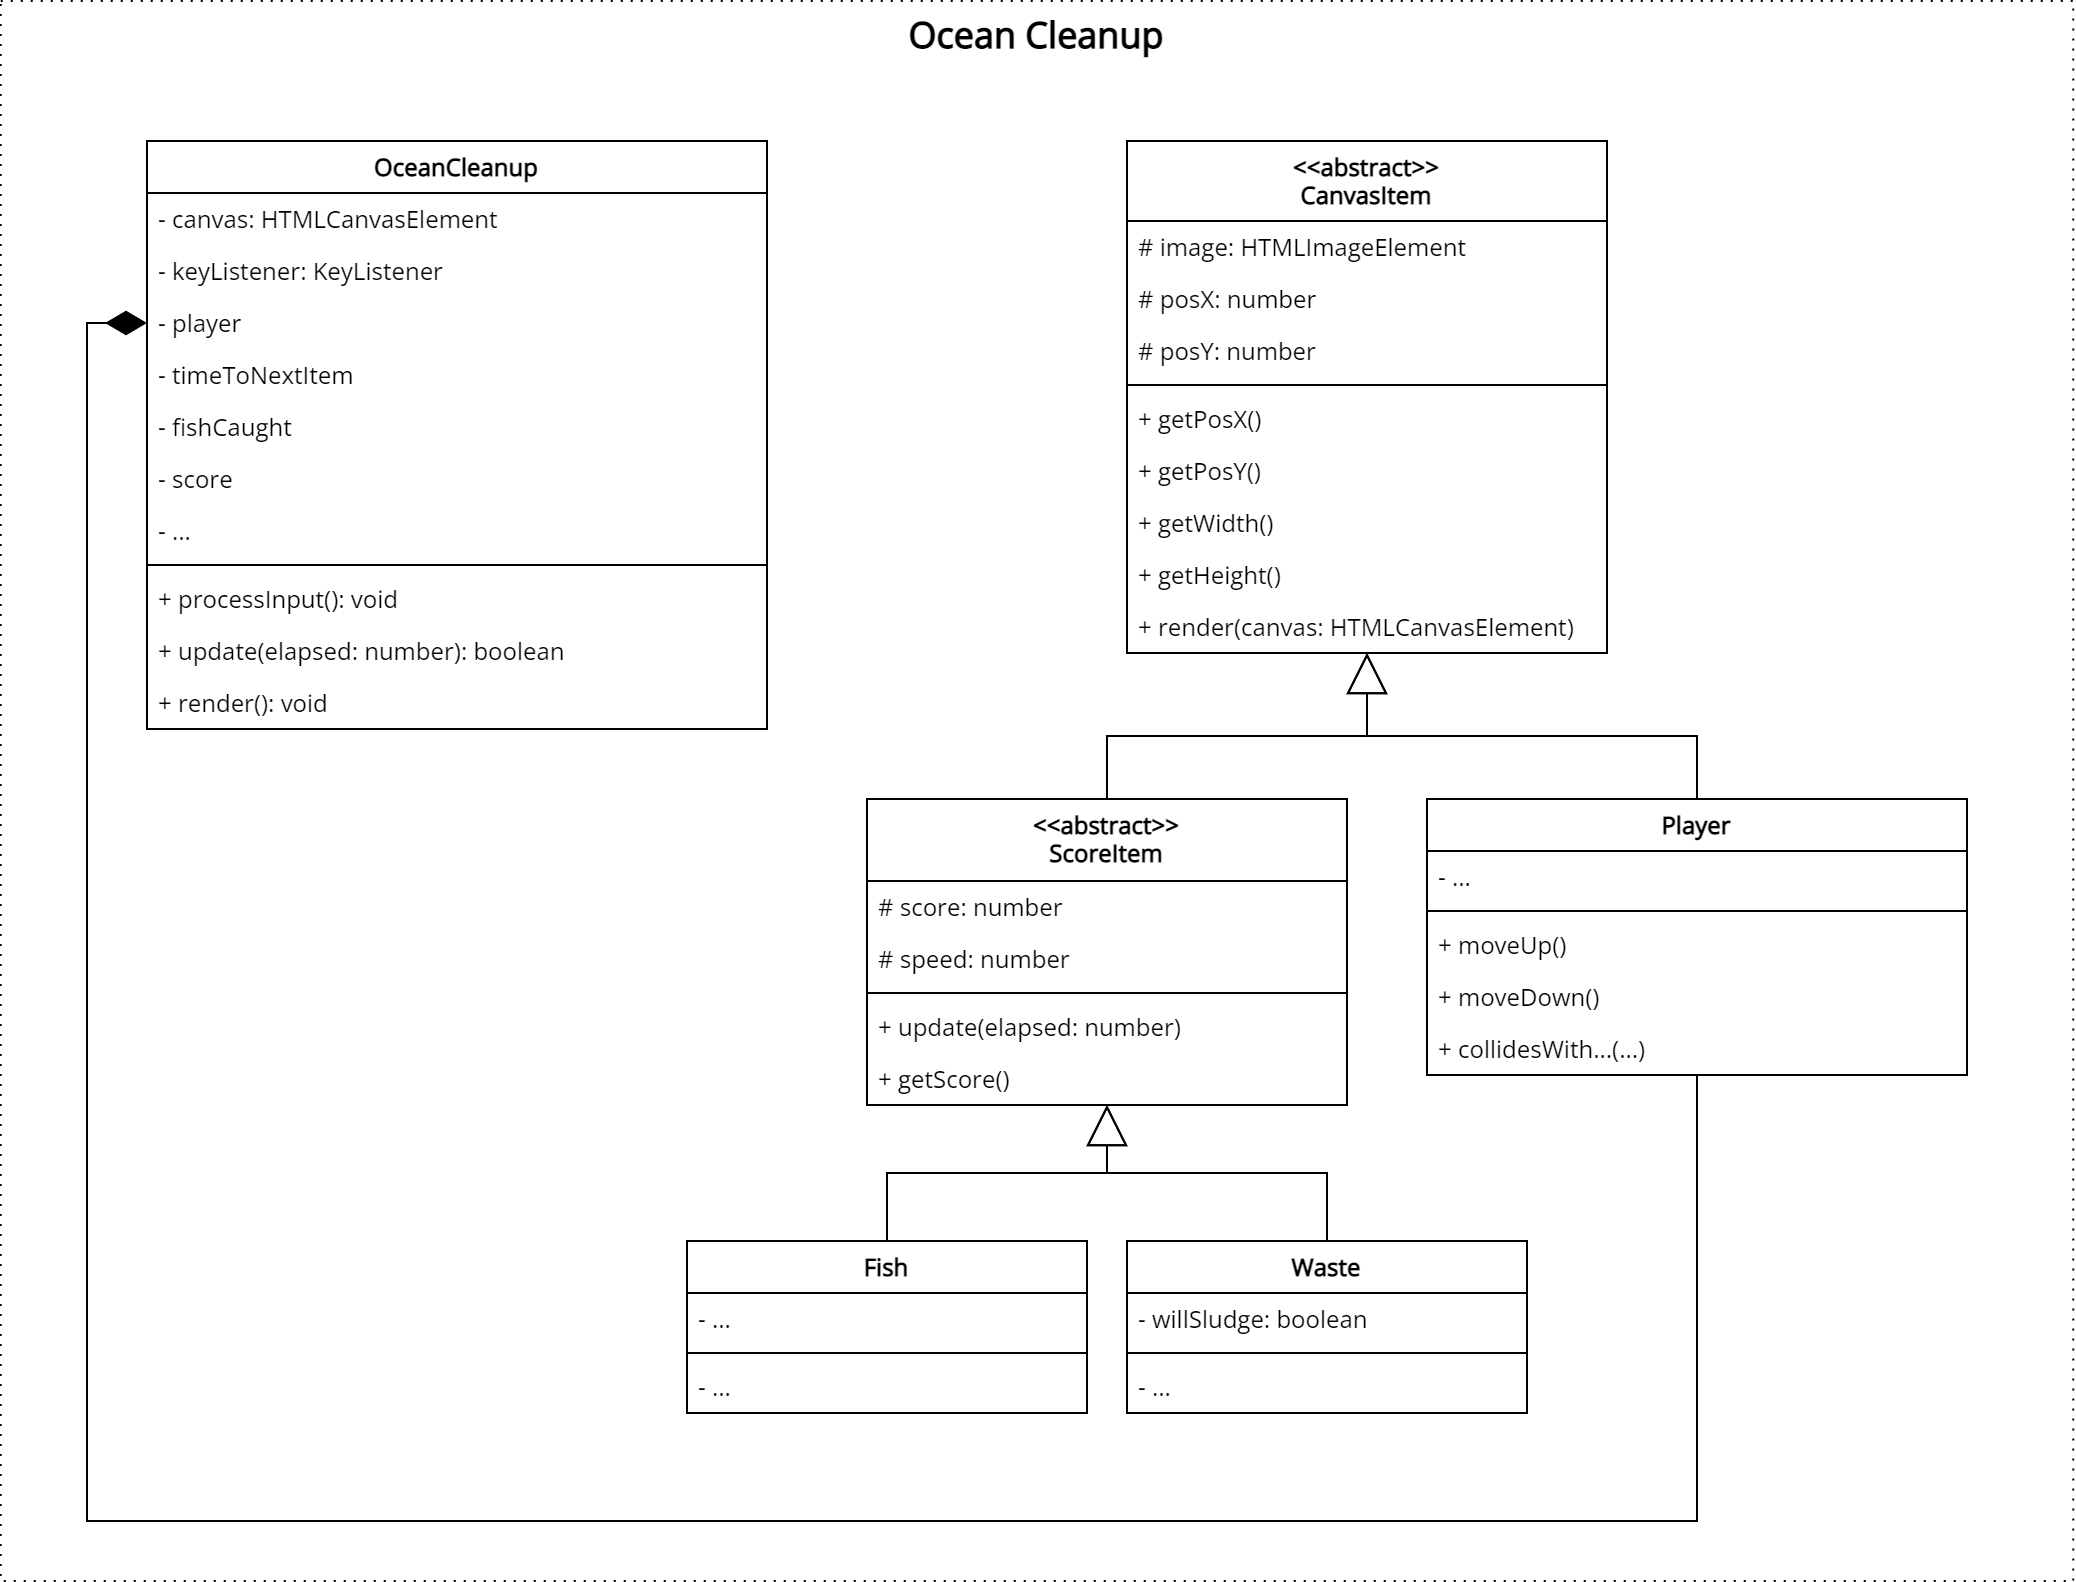 Ocean Cleanup
OceanCleanup
- canvas: HTMLCanvasElement
- keyListener: KeyListener
- player
- timeToNextItem
- fishCaught
- score
- ...
+ processInput(): void
+ update(elapsed: number): boolean
+ render(): void
<<abstract>>
CanvasItem
# image: HTMLImageElement
# posX: number
# posY: number
+ getPosX()
+ getPosY()
+ getWidth()
+ getHeight()
+ render(canvas: HTMLCanvasElement)
<<abstract>>
ScoreItem
# score: number
# speed: number
+ update(elapsed: number)
+ getScore()
Player
- ...
+ moveUp()
+ moveDown()
+ collidesWith...(...)
Fish
- ...
- ...
Waste
- willSludge: boolean
- ...